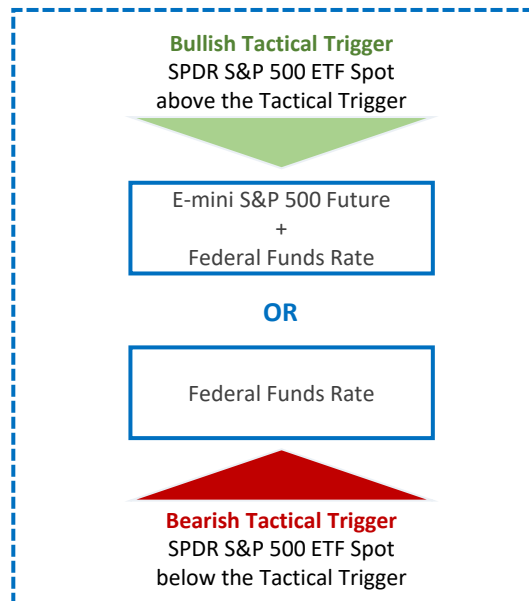 Bullish Tactical Trigger
SPDR S&P 500 ETF Spot
above the Tactical Trigger
E-mini S&P 500 Future
+
Federal Funds Rate
OR
Federal Funds Rate
Bearish Tactical Trigger
SPDR S&P 500 ETF Spot
below the Tactical Trigger